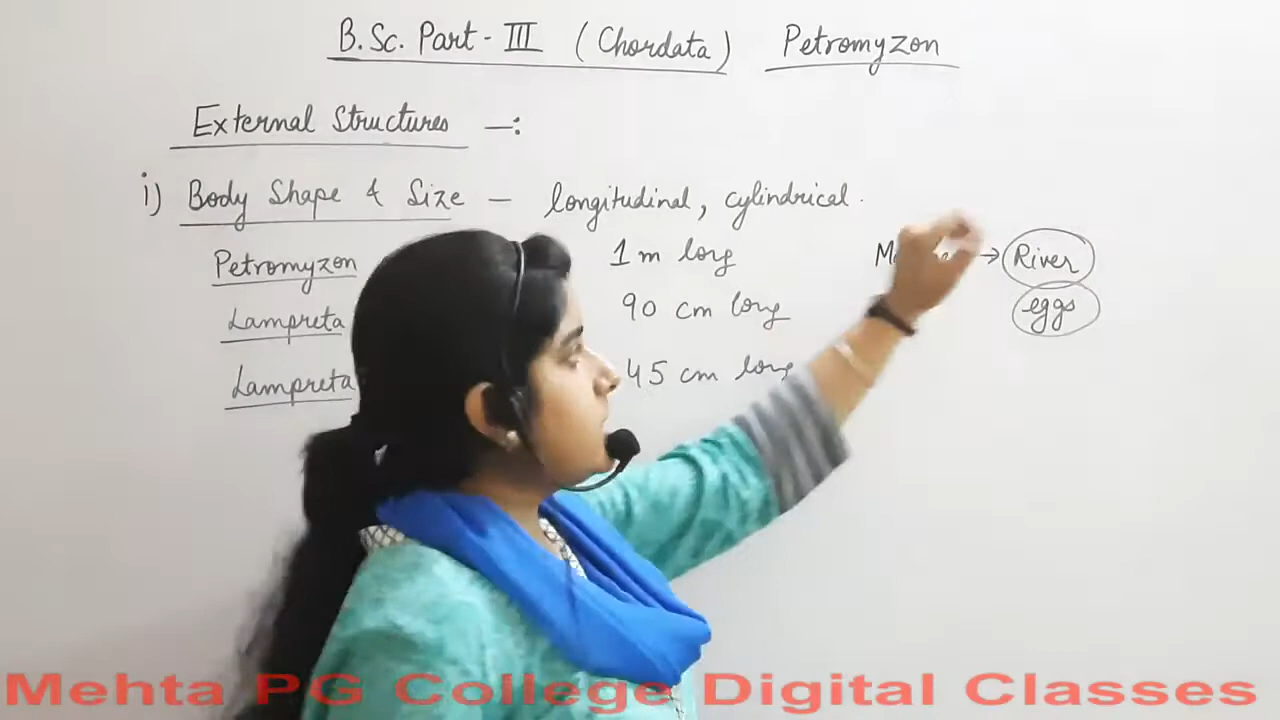 B.Sc. Part-III (Chordata) Petromyzon
External Structures —:
i) Body Shape & Size — longitudinal, cylindrical.
Petromyzon 1 m long → River
Lampreta 90 cm long eggs
Lampreta 45 cm long
Mehta PG College Digital Classes